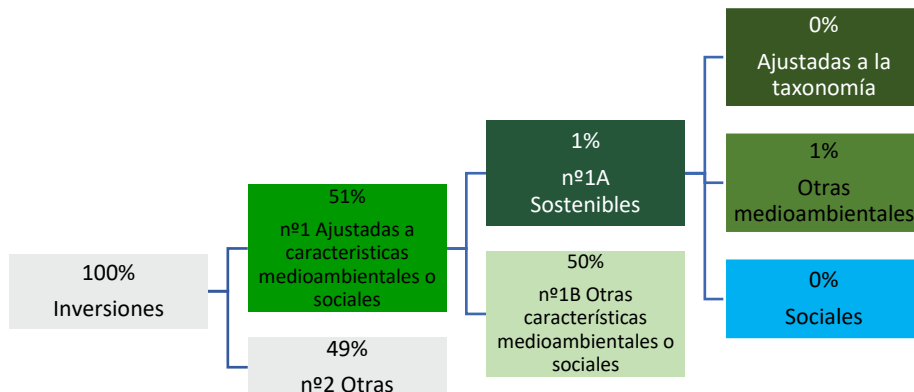 100%
Inversiones
51%
nº1 Ajustadas a
caracteristicas
medioambientales o
sociales
49%
nº2 Otras
1%
nº1A
Sostenibles
50%
nº1B Otras
características
medioambientales o
sociales
0%
Ajustadas a la
taxonomía
1%
Otras
medioambientales
0%
Sociales